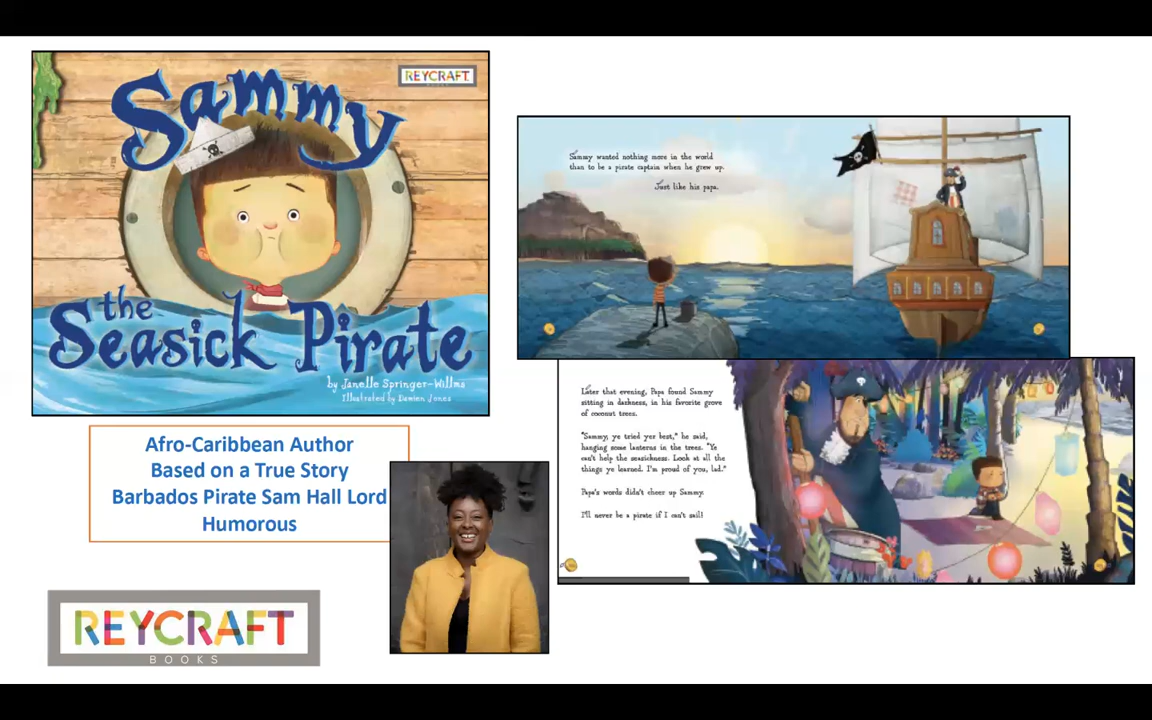 REYCRAFT
BOOKS
Sammy
the
Seasick Pirate
by Janelle Springer-Willms
Illustrated by Damien Jones
Sammy wanted nothing more in the world
than to be a pirate captain when he grew up.
Just like his papa.
Later that evening, Papa found Sammy
sitting in darkness, in his favorite grove
of coconut trees.
"Sammy, ye tried yer best," he said,
hanging some lanterns in the trees. "Ye
can't help the seasickness. Look at all the
things ye learned. I'm proud of you, lad."
Papa's words didn't cheer up Sammy.
I'll never be a pirate if I can't sail!
Afro-Caribbean Author
Based on a True Story
Barbados Pirate Sam Hall Lord
Humorous
REYCRAFT
BOOKS